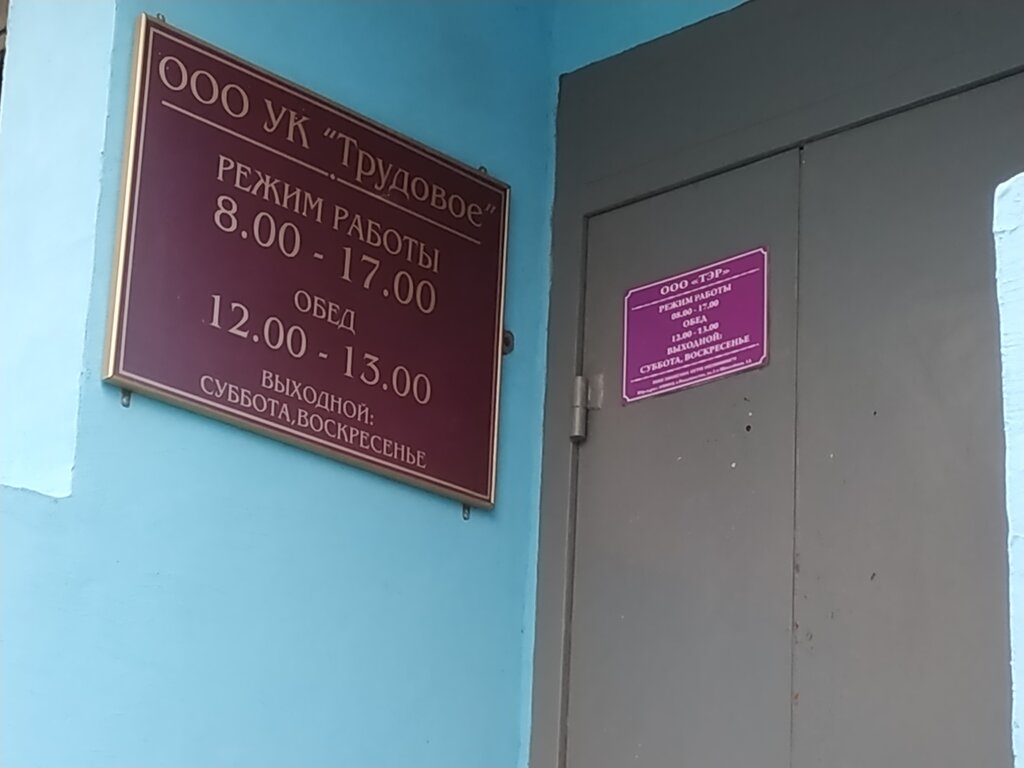 ООО УК "Трудовое"
РЕЖИМ РАБОТЫ
8.00 - 17.00
ОБЕД
12.00 - 13.00
ВЫХОДНОЙ:
СУББОТА,ВОСКРЕСЕНЬЕ
ООО «ТЭР»
РЕЖИМ РАБОТЫ
08.00 - 17.00
ОБЕД
12.00 - 13.00
ВЫХОДНОЙ:
СУББОТА, ВОСКРЕСЕНЬЕ